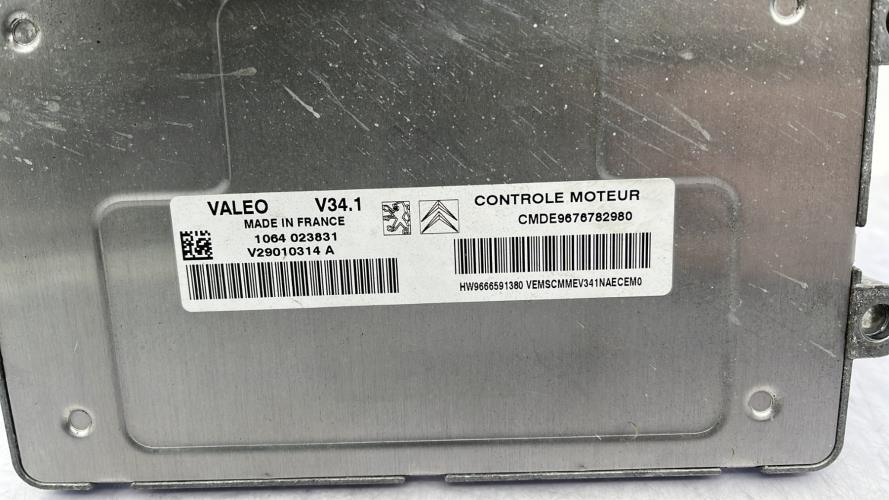 VALEO V34.1
MADE IN FRANCE
1064 023831
V29010314 A
CONTROLE MOTEUR
CMDE9676782980
HW9666591380 VEMSCMMEV341NAECEM0